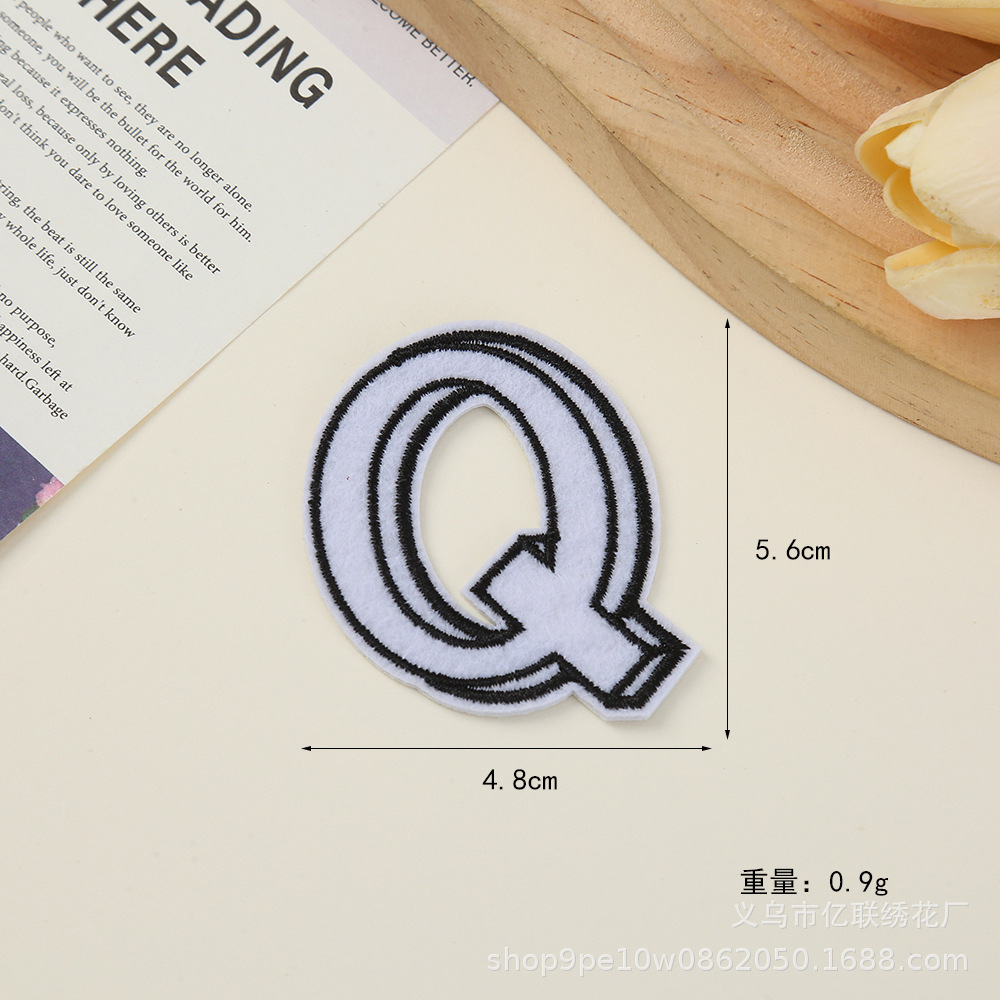 ADING
HERE
COME BETTER.
people who want to see, they are no longer alone.
someone, you will be the bullet for the world for him.
because it expresses nothing.
real loss, because only by loving others is better
don't think you dare to love someone like
the beat is still the same
whole life, just don't know
no purpose,
happiness left at
hard.Garbage
Q
5.6cm
4.8cm
重量：0.9g
义乌市亿联绣花厂
shop9pe10w0862050.1688.com